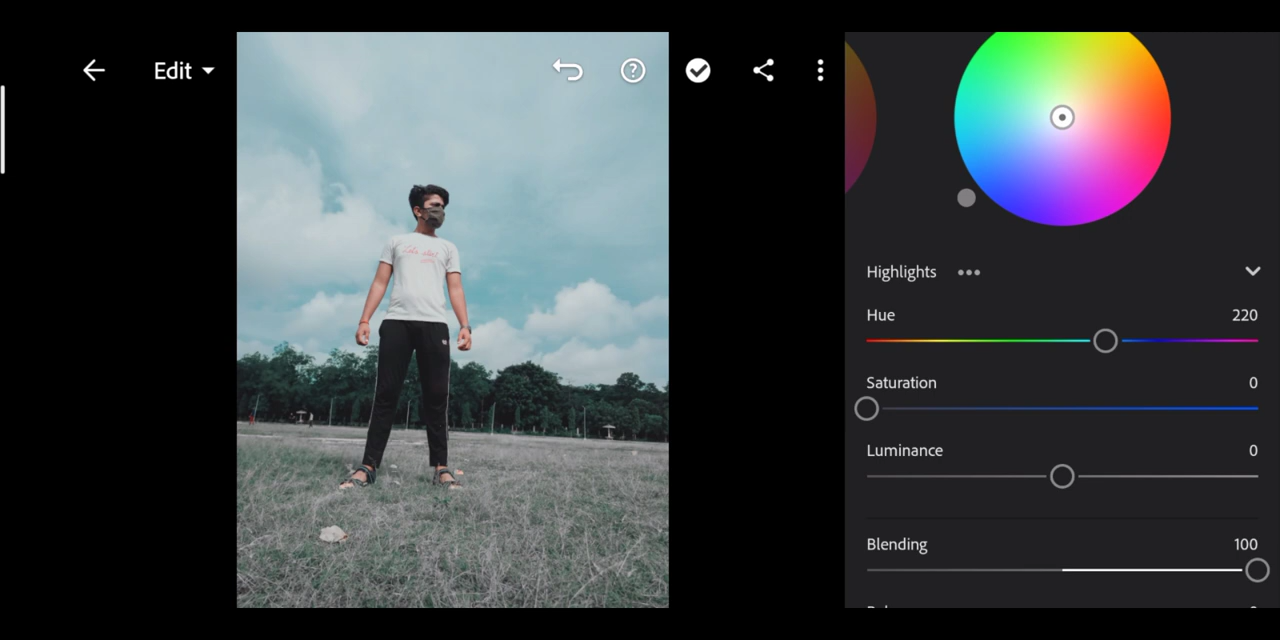 Edit
Highlights
Hue 220
Saturation 0
Luminance 0
Blending 100